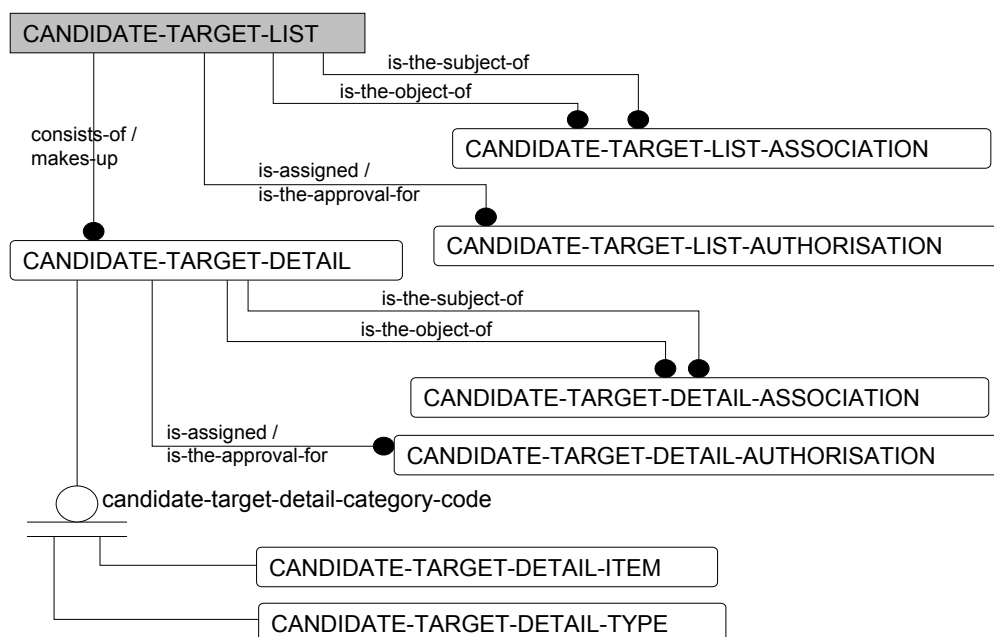 CANDIDATE-TARGET-LIST
is-the-subject-of
is-the-object-of
consists-of /
makes-up
CANDIDATE-TARGET-LIST-ASSOCIATION
is-assigned /
is-the-approval-for
CANDIDATE-TARGET-LIST-AUTHORISATION
CANDIDATE-TARGET-DETAIL
is-the-subject-of
is-the-object-of
CANDIDATE-TARGET-DETAIL-ASSOCIATION
is-assigned /
is-the-approval-for
CANDIDATE-TARGET-DETAIL-AUTHORISATION
candidate-target-detail-category-code
CANDIDATE-TARGET-DETAIL-ITEM
CANDIDATE-TARGET-DETAIL-TYPE